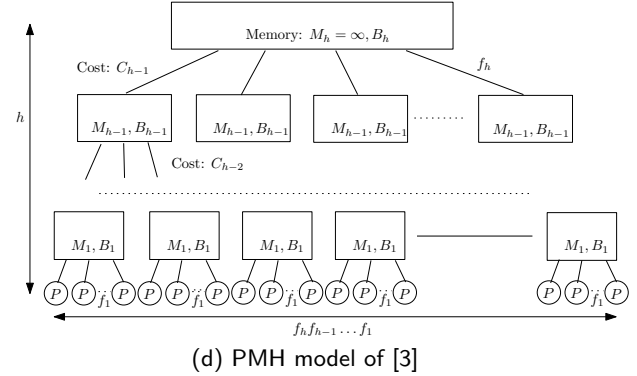 Memory: $M_h = \infty, B_h$
Cost: $C_{h-1}$
$f_h$
h
$M_{h-1}, B_{h-1}$ $M_{h-1}, B_{h-1}$ $M_{h-1}, B_{h-1}$ ......... $M_{h-1}, B_{h-1}$
Cost: $C_{h-2}$
$M_1, B_1$ $M_1, B_1$ $M_1, B_1$ $M_1, B_1$ $M_1, B_1$
P P ... P P P ... P P P ... P P P ... P P P ... P
$f_1$ $f_1$ $f_1$ $f_1$ $f_1$
$f_h f_{h-1} \ldots f_1$
(d) PMH model of [3]